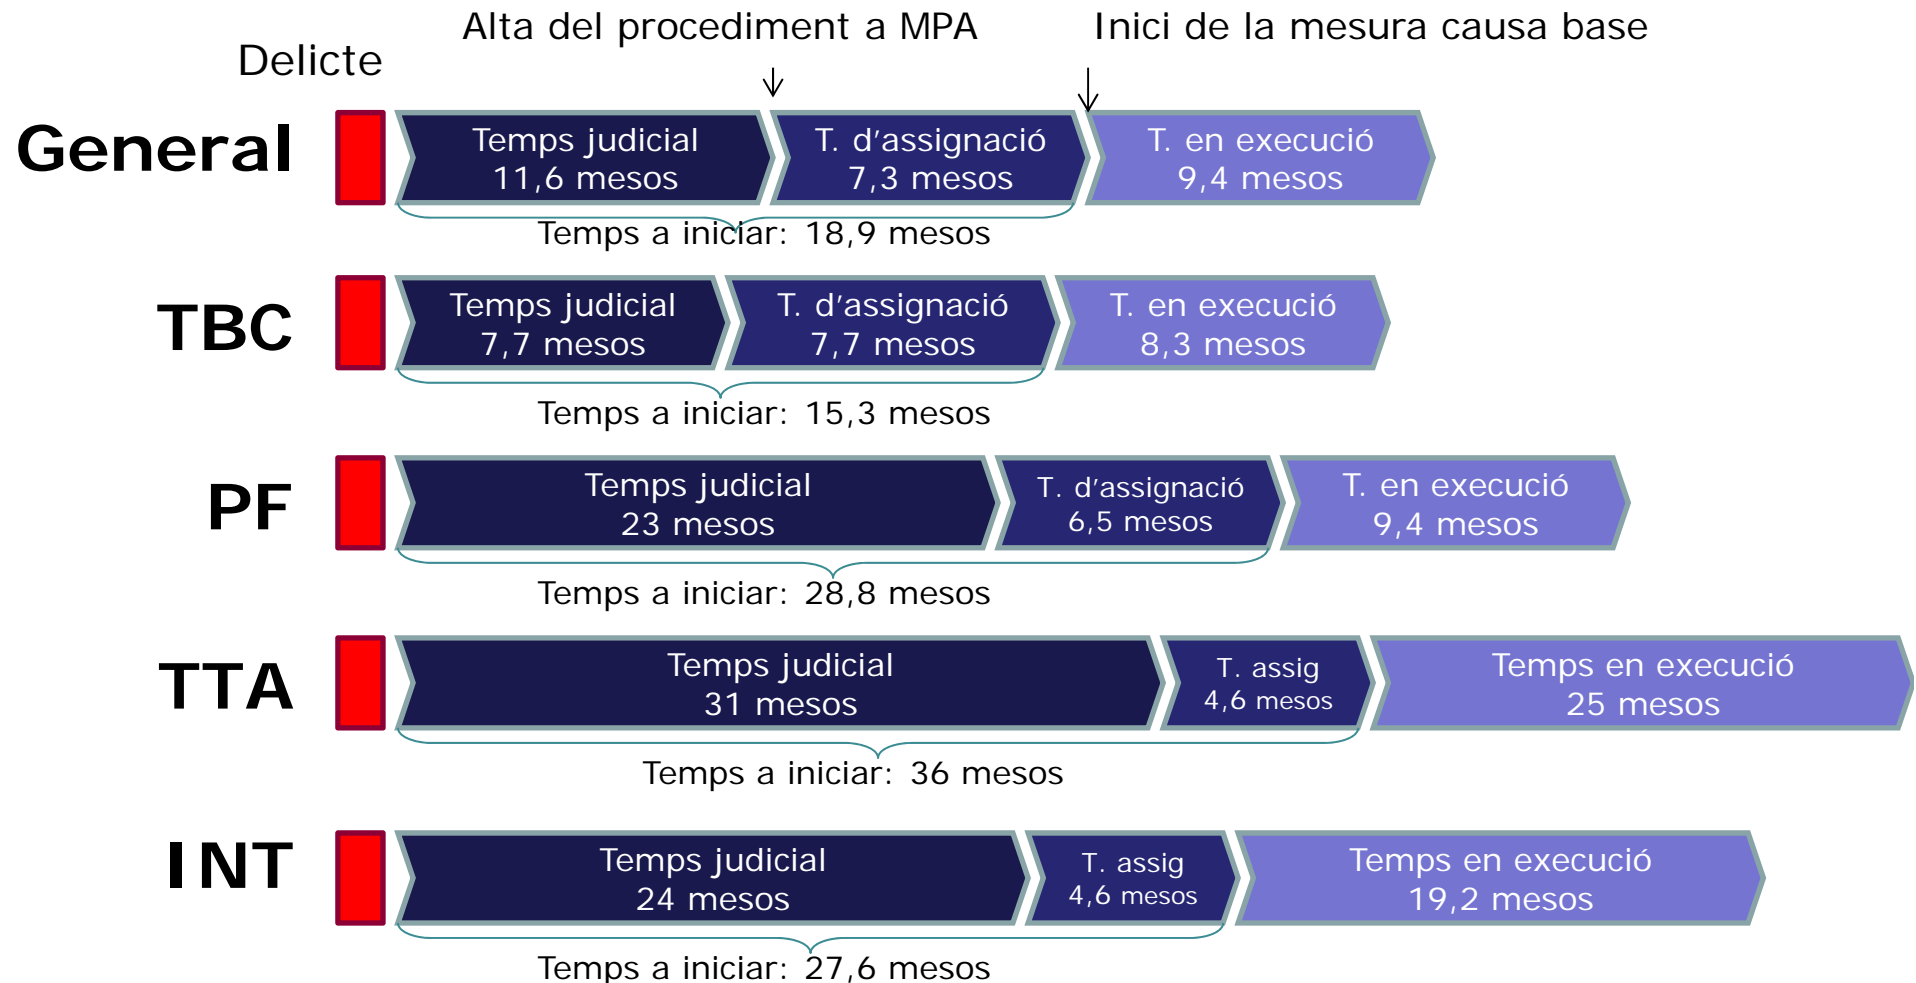 Alta del procediment a MPA
Inici de la mesura causa base
Delicte
General
Temps judicial
11,6 mesos
T. d'assignació
7,3 mesos
T. en execució
9,4 mesos
Temps a iniciar: 18,9 mesos
TBC
Temps judicial
7,7 mesos
T. d'assignació
7,7 mesos
T. en execució
8,3 mesos
Temps a iniciar: 15,3 mesos
PF
Temps judicial
23 mesos
T. d'assignació
6,5 mesos
T. en execució
9,4 mesos
Temps a iniciar: 28,8 mesos
TTA
Temps judicial
31 mesos
T. assig
4,6 mesos
Temps en execució
25 mesos
Temps a iniciar: 36 mesos
INT
Temps judicial
24 mesos
T. assig
4,6 mesos
Temps en execució
19,2 mesos
Temps a iniciar: 27,6 mesos